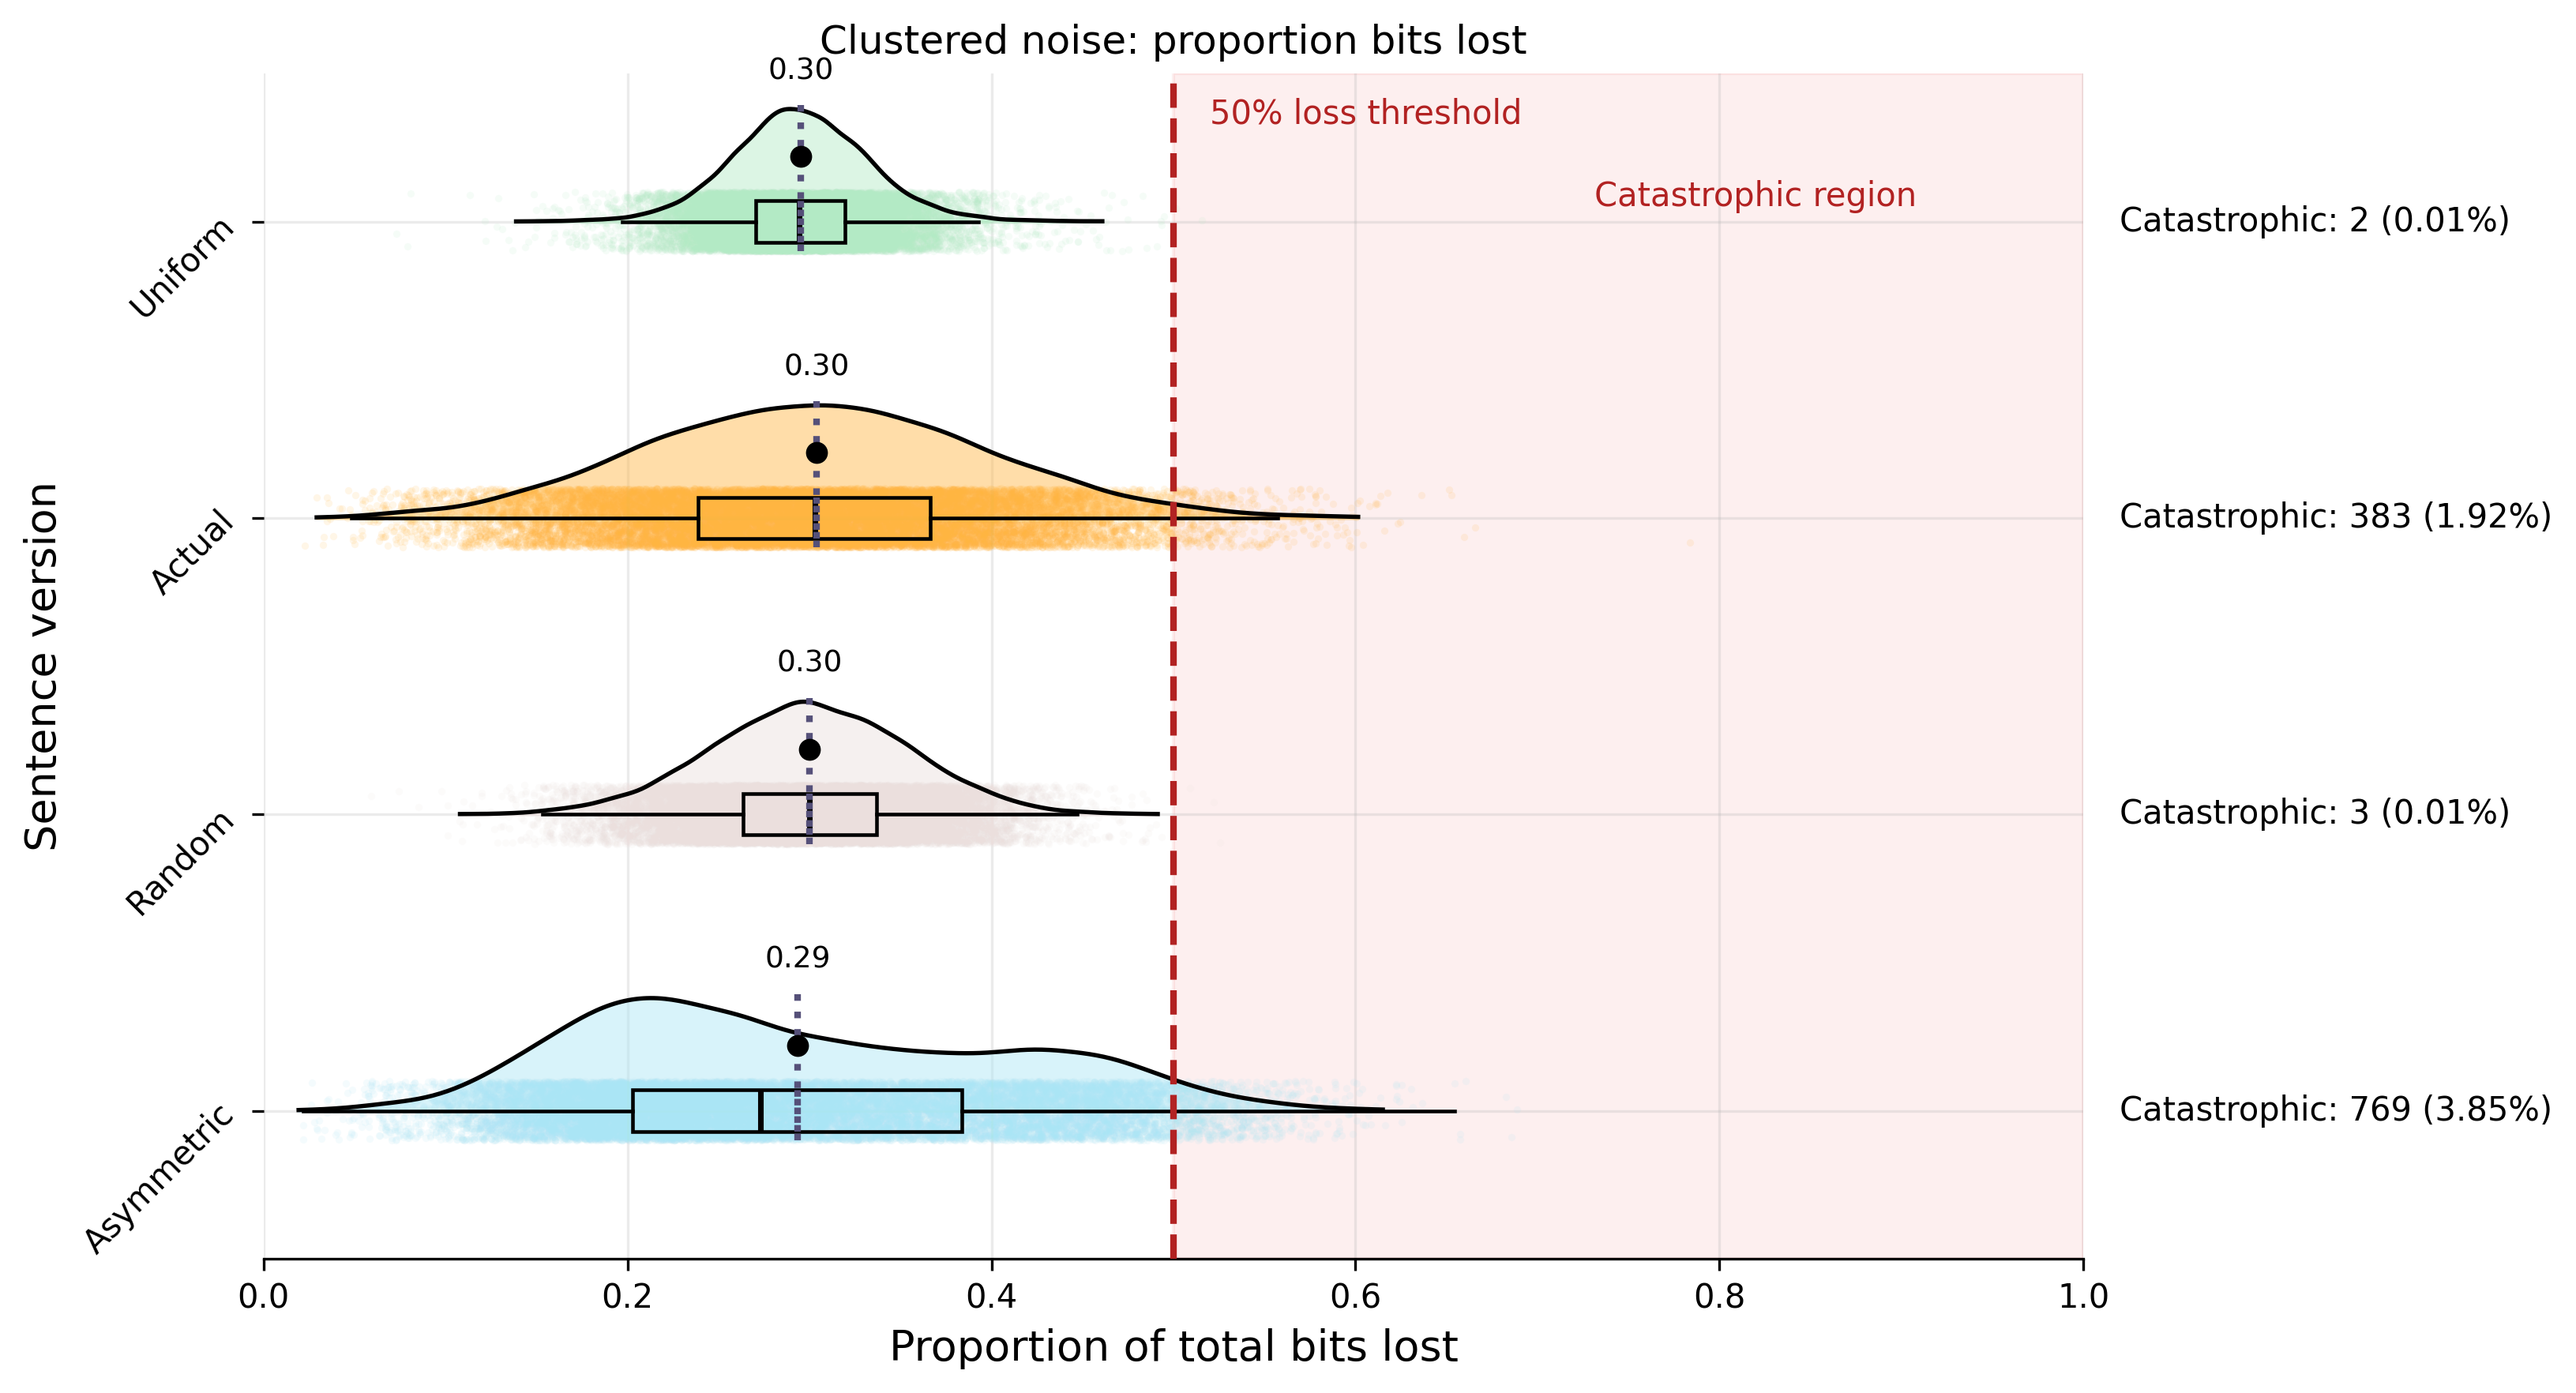 Clustered noise: proportion bits lost
0.30
50% loss threshold
Catastrophic region
Uniform
Catastrophic: 2 (0.01%)
0.30
Actual
Catastrophic: 383 (1.92%)
Sentence version
0.30
Random
Catastrophic: 3 (0.01%)
0.29
Asymmetric
Catastrophic: 769 (3.85%)
0.0 0.2 0.4 0.6 0.8 1.0
Proportion of total bits lost